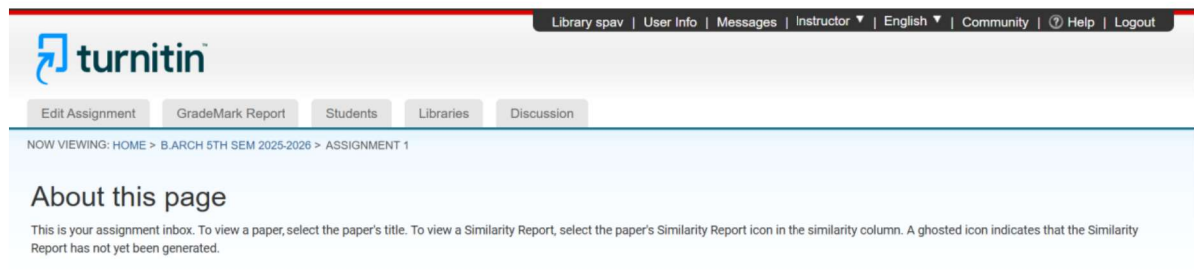 Library spav | User Info | Messages | Instructor ▼ | English ▼ | Community | ? Help | Logout
turnitin™
Edit Assignment GradeMark Report Students Libraries Discussion
NOW VIEWING: HOME > B.ARCH 5TH SEM 2025-2026 > ASSIGNMENT 1
About this page
This is your assignment inbox. To view a paper, select the paper's title. To view a Similarity Report, select the paper's Similarity Report icon in the similarity column. A ghosted icon indicates that the Similarity
Report has not yet been generated.